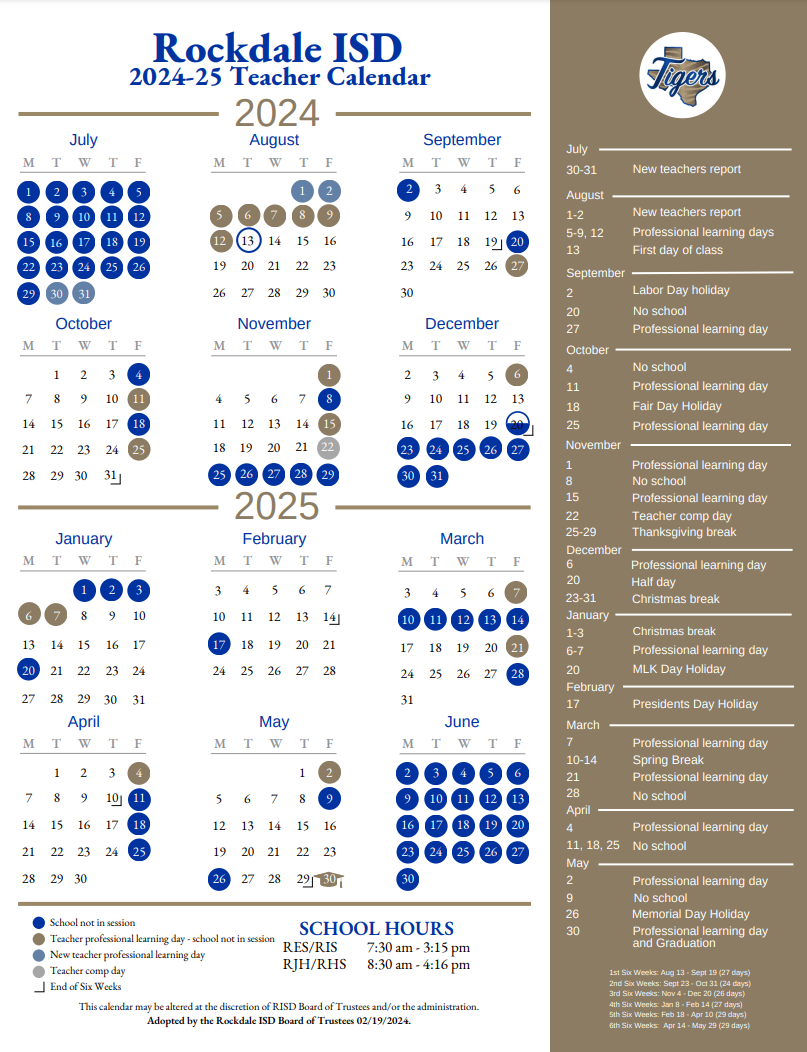 Rockdale ISD
2024-25 Teacher Calendar
2024
July
M T W T F
1 2 3 4 5
8 9 10 11 12
15 16 17 18 19
22 23 24 25 26
29 30 31
August
M T W T F
1 2
5 6 7 8 9
12 13 14 15 16
19 20 21 22 23
26 27 28 29 30
September
M T W T F
2 3 4 5 6
9 10 11 12 13
16 17 18 19 20
23 24 25 26 27
30
October
M T W T F
1 2 3 4
7 8 9 10 11
14 15 16 17 18
21 22 23 24 25
28 29 30 31
November
M T W T F
1
4 5 6 7 8
11 12 13 14 15
18 19 20 21 22
25 26 27 28 29
December
M T W T F
2 3 4 5 6
9 10 11 12 13
16 17 18 19 20
23 24 25 26 27
30 31
2025
January
M T W T F
1 2 3
6 7 8 9 10
13 14 15 16 17
20 21 22 23 24
27 28 29 30 31
February
M T W T F
3 4 5 6 7
10 11 12 13 14
17 18 19 20 21
24 25 26 27 28
March
M T W T F
3 4 5 6 7
10 11 12 13 14
17 18 19 20 21
24 25 26 27 28
31
April
M T W T F
1 2 3 4
7 8 9 10 11
14 15 16 17 18
21 22 23 24 25
28 29 30
May
M T W T F
1 2
5 6 7 8 9
12 13 14 15 16
19 20 21 22 23
26 27 28 29 30
June
M T W T F
2 3 4 5 6
9 10 11 12 13
16 17 18 19 20
23 24 25 26 27
30
School not in session
Teacher professional learning day - school not in session
New teacher professional learning day
Teacher comp day
End of Six Weeks
SCHOOL HOURS
RES/RIS 7:30 am - 3:15 pm
RJH/RHS 8:30 am - 4:16 pm
This calendar may be altered at the discretion of RISD Board of Trustees and/or the administration.
Adopted by the Rockdale ISD Board of Trustees 02/19/2024.
Tigers
July
30-31 New teachers report
August
1-2 New teachers report
5-9, 12 Professional learning days
13 First day of class
September
2 Labor Day holiday
20 No school
27 Professional learning day
October
4 No school
11 Professional learning day
18 Fair Day Holiday
25 Professional learning day
November
1 Professional learning day
8 No school
15 Professional learning day
22 Teacher comp day
25-29 Thanksgiving break
December
6 Professional learning day
20 Half day
23-31 Christmas break
January
1-3 Christmas break
6-7 Professional learning day
20 MLK Day Holiday
February
17 Presidents Day Holiday
March
7 Professional learning day
10-14 Spring Break
21 Professional learning day
28 No school
April
4 Professional learning day
11, 18, 25 No school
May
2 Professional learning day
9 No school
26 Memorial Day Holiday
30 Professional learning day
and Graduation
1st Six Weeks: Aug 13 - Sept 19 (27 days)
2nd Six Weeks: Sept 23 - Oct 31 (24 days)
3rd Six Weeks: Nov 4 - Dec 20 (26 days)
4th Six Weeks: Jan 8 - Feb 14 (27 days)
5th Six Weeks: Feb 18 - Apr 10 (29 days)
6th Six Weeks: Apr 14 - May 29 (29 days)